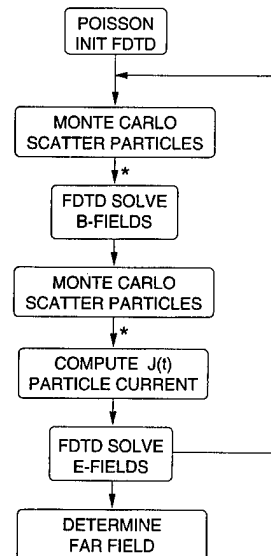 POISSON
INIT FDTD
MONTE CARLO
SCATTER PARTICLES
*
FDTD SOLVE
B-FIELDS
MONTE CARLO
SCATTER PARTICLES
*
COMPUTE J(t)
PARTICLE CURRENT
FDTD SOLVE
E-FIELDS
DETERMINE
FAR FIELD